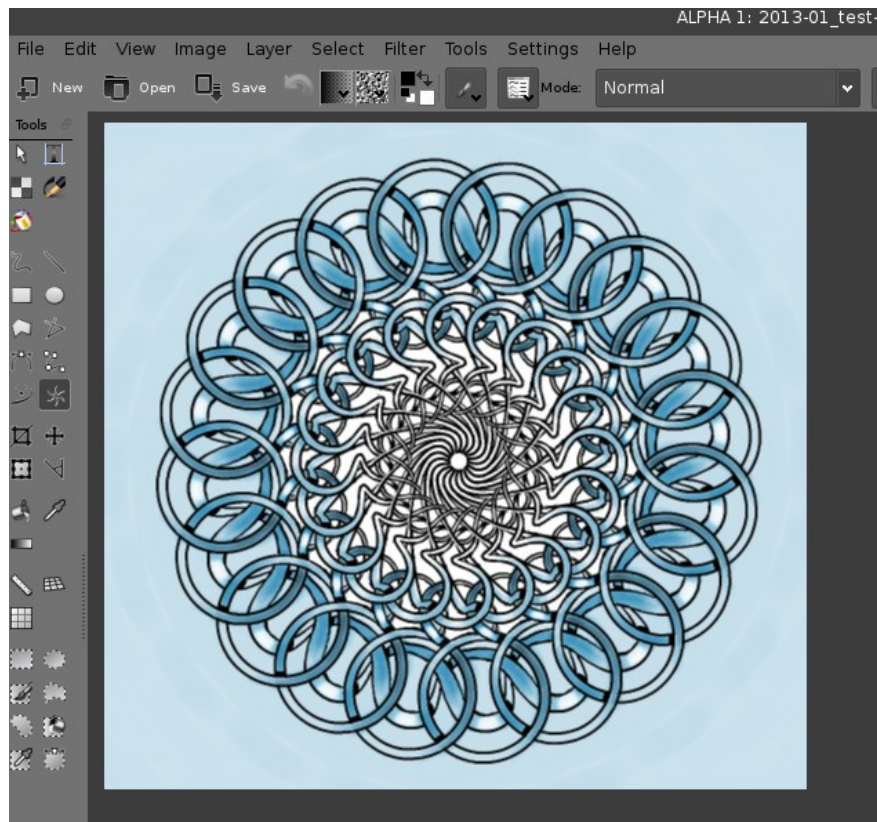 ALPHA 1: 2013-01_test-
File Edit View Image Layer Select Filter Tools Settings Help
New Open Save Mode: Normal
Tools